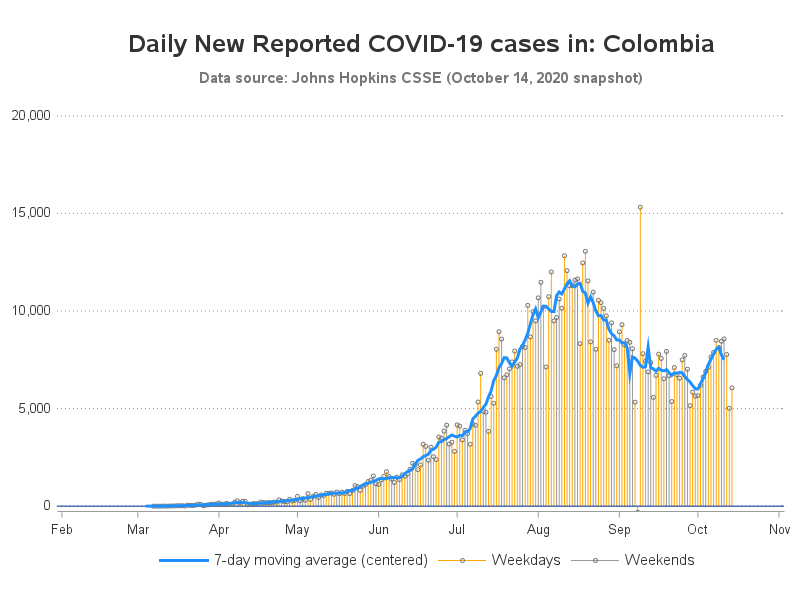 Daily New Reported COVID-19 cases in: Colombia
Data source: Johns Hopkins CSSE (October 14, 2020 snapshot)
20,000
15,000
10,000
5,000
0
Feb Mar Apr May Jun Jul Aug Sep Oct Nov
7-day moving average (centered) Weekdays Weekends